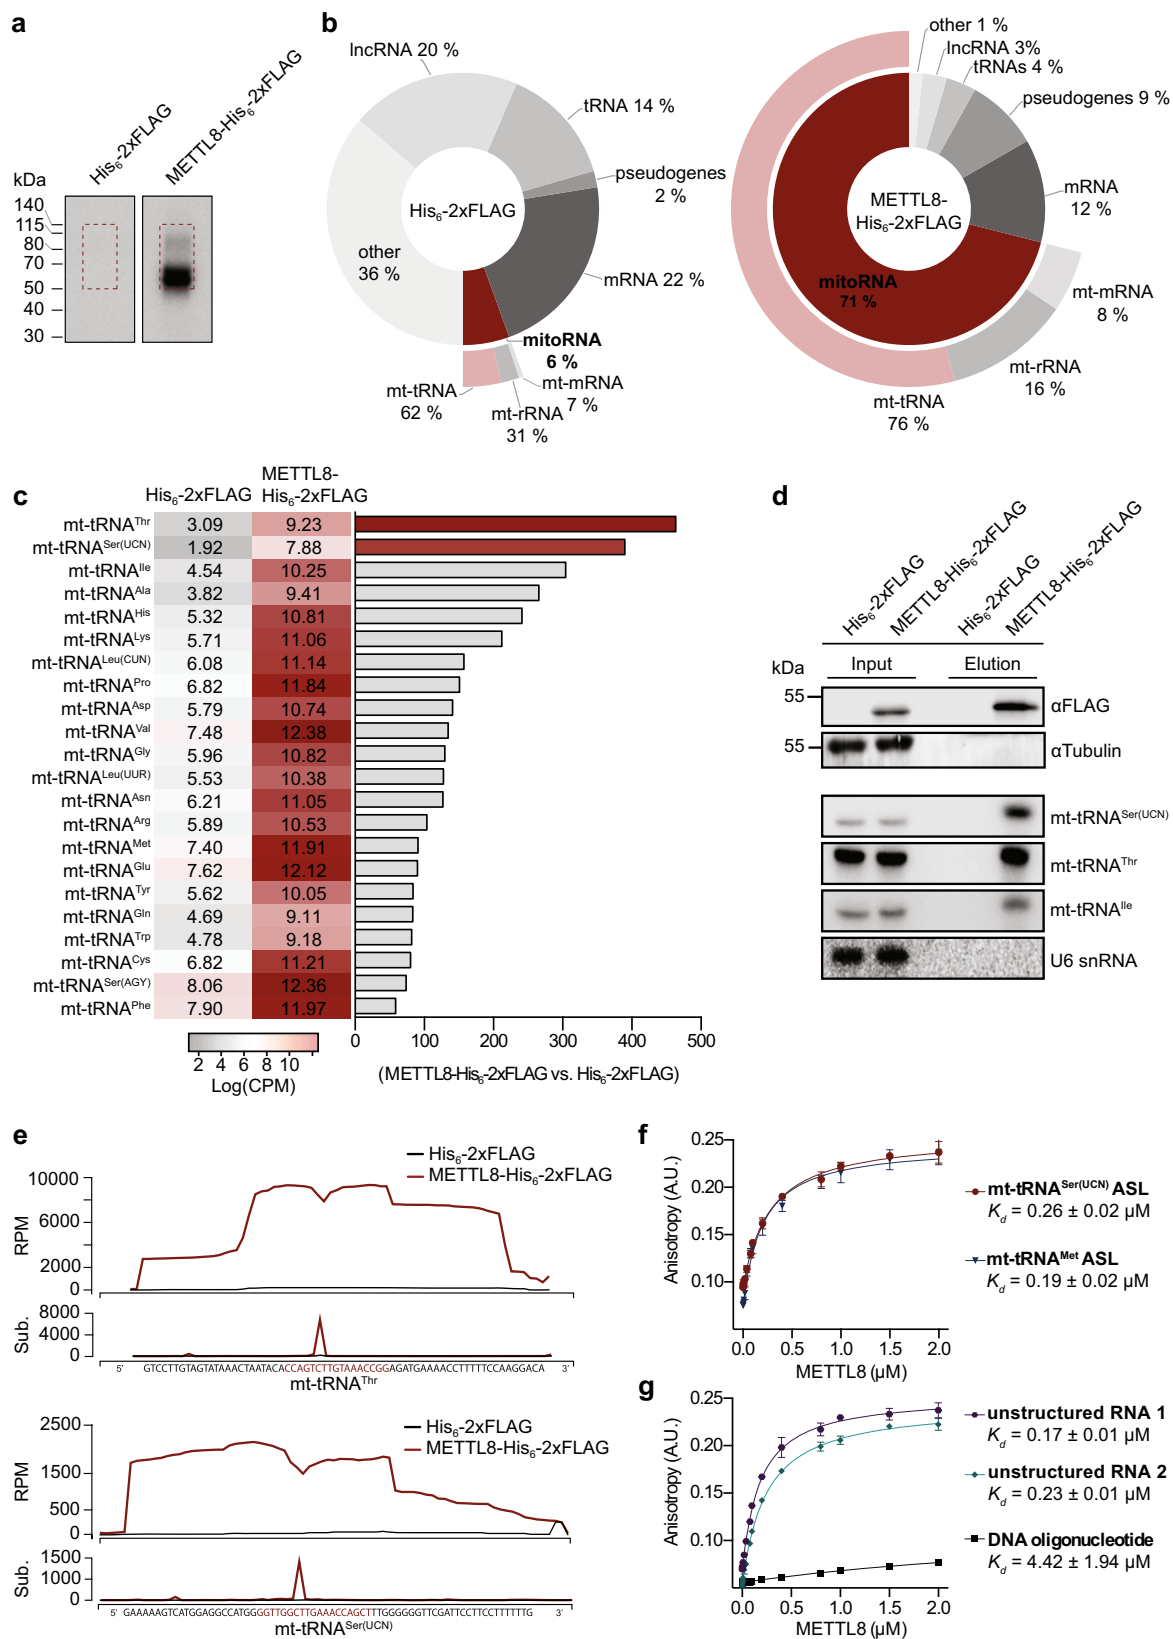 a
His6-2xFLAG
METTL8-His6-2xFLAG
kDa
140
115
80
70
50
40
30
b
lncRNA 20 %
tRNA 14 %
pseudogenes
2 %
His6-2xFLAG
other
36 %
mRNA 22 %
mitoRNA
6 %
mt-tRNA
62 %
mt-rRNA
31 %
mt-mRNA
7 %
other 1 %
lncRNA 3%
tRNAs 4 %
pseudogenes 9 %
METTL8-
His6-2xFLAG
mRNA
12 %
mitoRNA
71 %
mt-mRNA
8 %
mt-rRNA
16 %
mt-tRNA
76 %
c
His6-2xFLAG
METTL8-
His6-2xFLAG
mt-tRNAThr 3.09 9.23
mt-tRNASer(UCN) 1.92 7.88
mt-tRNAIle 4.54 10.25
mt-tRNAAla 3.82 9.41
mt-tRNAHis 5.32 10.81
mt-tRNALys 5.71 11.06
mt-tRNALeu(CUN) 6.08 11.14
mt-tRNAPro 6.82 11.84
mt-tRNAAsp 5.79 10.74
mt-tRNAVal 7.48 12.38
mt-tRNAGly 5.96 10.82
mt-tRNALeu(UUR) 5.53 10.38
mt-tRNAAsn 6.21 11.05
mt-tRNAArg 5.89 10.53
mt-tRNAMet 7.40 11.91
mt-tRNAGlu 7.62 12.12
mt-tRNATyr 5.62 10.05
mt-tRNAGln 4.69 9.11
mt-tRNATrp 4.78 9.18
mt-tRNACys 6.82 11.21
mt-tRNASer(AGY) 8.06 12.36
mt-tRNAPhe 7.90 11.97
2 4 6 8 10
Log(CPM)
0 100 200 300 400 500
(METTL8-His6-2xFLAG vs. His6-2xFLAG)
d
His6-2xFLAG
METTL8-His6-2xFLAG
His6-2xFLAG
METTL8-His6-2xFLAG
kDa
Input Elution
55
αFLAG
55
αTubulin
mt-tRNASer(UCN)
mt-tRNAThr
mt-tRNAIle
U6 snRNA
e
His6-2xFLAG
METTL8-His6-2xFLAG
RPM
10000
6000
2000
0
Sub.
8000
4000
0
5' GTCCTTGTAGTATAAACTAATACACCAGTCTTGTAAACCGGAGATGAAAACCTTTTTCCAAGGACA 3'
mt-tRNAThr
His6-2xFLAG
METTL8-His6-2xFLAG
RPM
2500
1500
500
0
Sub.
1500
0
5' GAAAAAGTCATGGAGGCCATGGGGTTGGCTTGAAACCAGCTTTGGGGGGTTCGATTCCTTCCTTTTTTG 3'
mt-tRNASer(UCN)
f
Anisotropy (A.U.)
0.25
0.20
0.15
0.10
0.0 0.5 1.0 1.5 2.0
METTL8 (µM)
mt-tRNASer(UCN) ASL
Kd = 0.26 ± 0.02 µM
mt-tRNAMet ASL
Kd = 0.19 ± 0.02 µM
g
Anisotropy (A.U.)
0.25
0.20
0.15
0.10
0.0 0.5 1.0 1.5 2.0
METTL8 (µM)
unstructured RNA 1
Kd = 0.17 ± 0.01 µM
unstructured RNA 2
Kd = 0.23 ± 0.01 µM
DNA oligonucleotide
Kd = 4.42 ± 1.94 µM